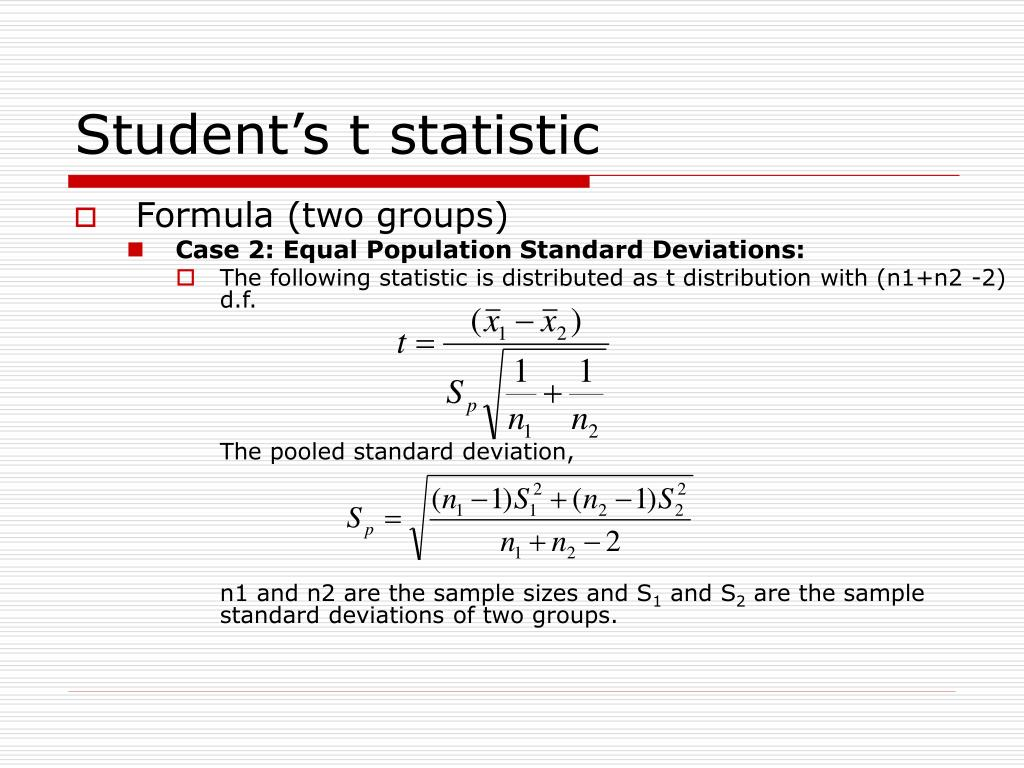 Student’s t statistic
Formula (two groups)
Case 2: Equal Population Standard Deviations:
The following statistic is distributed as t distribution with (n1+n2 -2)
d.f.
t = (x̅₁ − x̅₂) / (S_p √(1/n₁ + 1/n₂))
The pooled standard deviation,
S_p = √(((n₁ −1)S₁² + (n₂ −1)S₂²) / (n₁ + n₂ − 2))
n1 and n2 are the sample sizes and S₁ and S₂ are the sample
standard deviations of two groups.